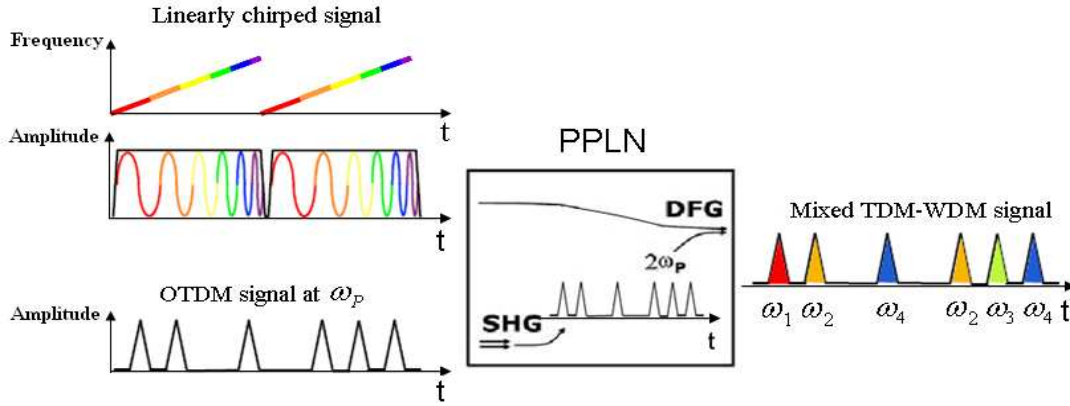 Linearly chirped signal
Frequency
t
Amplitude
t
OTDM signal at ωP
Amplitude
t
PPLN
DFG
2ωP
SHG
t
Mixed TDM-WDM signal
ω1 ω2 ω4 ω2 ω3 ω4 t